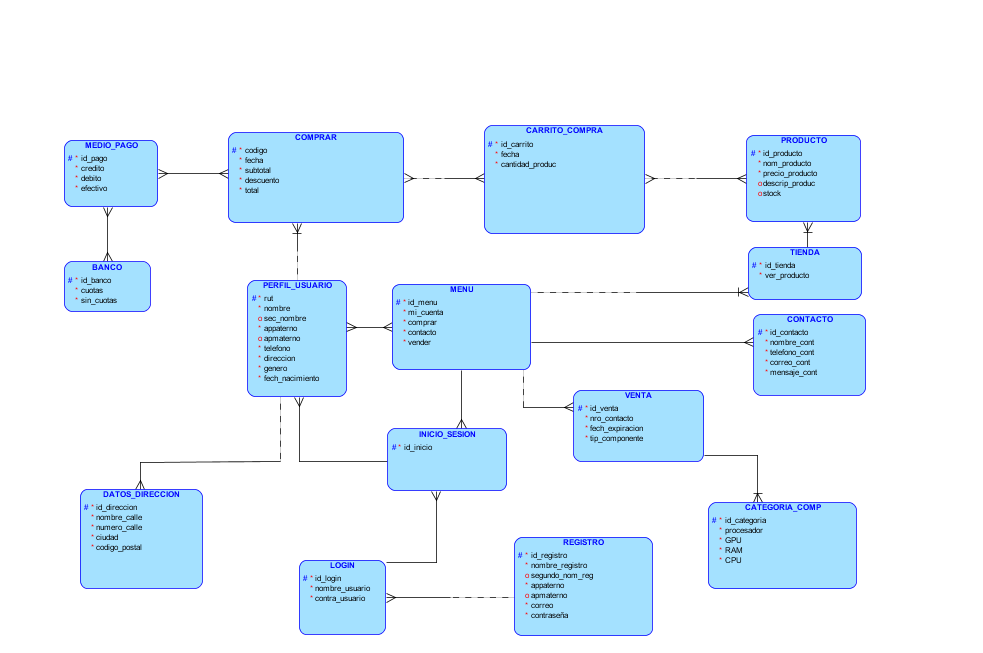 MEDIO_PAGO
# * id_pago
* credito
* debito
* efectivo
COMPRAR
# * codigo
* fecha
* subtotal
* descuento
* total
CARRITO_COMPRA
# * id_carrito
* fecha
* cantidad_produc
PRODUCTO
# * id_producto
* nom_producto
* precio_producto
o descrip_produc
o stock
BANCO
# * id_banco
* cuotas
* sin_cuotas
PERFIL_USUARIO
# * rut
* nombre
o sec_nombre
* appaterno
o apmaterno
* telefono
* direccion
* genero
* fech_nacimiento
MENU
# * id_menu
* mi_cuenta
* comprar
* contacto
* vender
TIENDA
# * id_tienda
* ver_producto
CONTACTO
# * id_contacto
* nombre_cont
* telefono_cont
* correo_cont
* mensaje_cont
VENTA
# * id_venta
* nro_contacto
* fech_expiracion
* tip_componente
INICIO_SESION
# * id_inicio
DATOS_DIRECCION
# * id_direccion
* nombre_calle
* numero_calle
* ciudad
* codigo_postal
CATEGORIA_COMP
# * id_categoria
* procesador
* GPU
* RAM
* CPU
LOGIN
# * id_login
* nombre_usuario
* contra_usuario
REGISTRO
# * id_registro
* nombre_registro
o segundo_nom_reg
* appaterno
o apmaterno
* correo
* contraseña